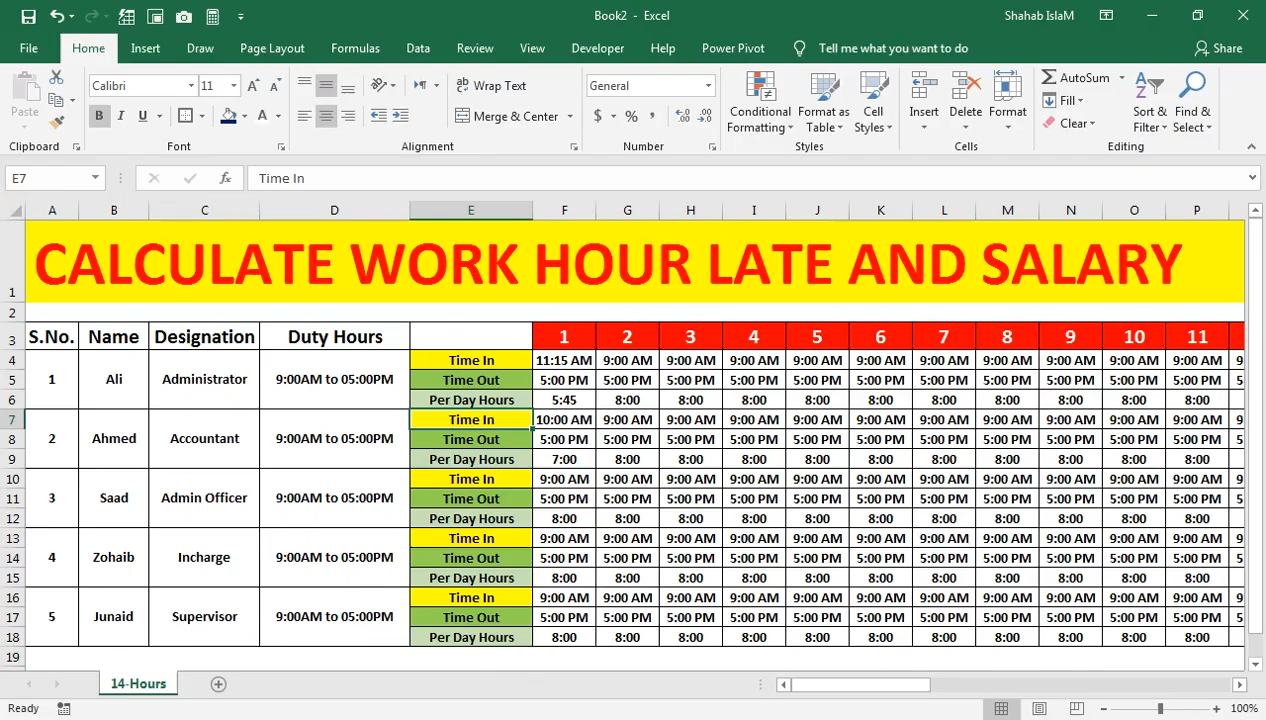 Book2 - Excel
Shahab IslaM
File Home Insert Draw Page Layout Formulas Data Review View Developer Help Power Pivot Tell me what you want to do Share
Paste
Calibri 11
B I U A
Wrap Text
Merge & Center
General
$ % ,
Conditional Formatting
Format as Table
Cell Styles
Insert
Delete
Format
AutoSum
Fill
Clear
Sort & Filter
Find & Select
Clipboard Font Alignment Number Styles Cells Editing
E7 fx Time In
A B C D E F G H I J K L M N O P
1 CALCULATE WORK HOUR LATE AND SALARY
2
3 S.No. Name Designation Duty Hours 1 2 3 4 5 6 7 8 9 10 11
4 Time In 11:15 AM 9:00 AM 9:00 AM 9:00 AM 9:00 AM 9:00 AM 9:00 AM 9:00 AM 9:00 AM 9:00 AM 9:00 AM 9
5 1 Ali Administrator 9:00AM to 05:00PM Time Out 5:00 PM 5:00 PM 5:00 PM 5:00 PM 5:00 PM 5:00 PM 5:00 PM 5:00 PM 5:00 PM 5:00 PM 5:00 PM 5
6 Per Day Hours 5:45 8:00 8:00 8:00 8:00 8:00 8:00 8:00 8:00 8:00 8:00
7 Time In 10:00 AM 9:00 AM 9:00 AM 9:00 AM 9:00 AM 9:00 AM 9:00 AM 9:00 AM 9:00 AM 9:00 AM 9:00 AM 9
8 2 Ahmed Accountant 9:00AM to 05:00PM Time Out 5:00 PM 5:00 PM 5:00 PM 5:00 PM 5:00 PM 5:00 PM 5:00 PM 5:00 PM 5:00 PM 5:00 PM 5:00 PM 5
9 Per Day Hours 7:00 8:00 8:00 8:00 8:00 8:00 8:00 8:00 8:00 8:00 8:00
10 Time In 9:00 AM 9:00 AM 9:00 AM 9:00 AM 9:00 AM 9:00 AM 9:00 AM 9:00 AM 9:00 AM 9:00 AM 9:00 AM 9
11 3 Saad Admin Officer 9:00AM to 05:00PM Time Out 5:00 PM 5:00 PM 5:00 PM 5:00 PM 5:00 PM 5:00 PM 5:00 PM 5:00 PM 5:00 PM 5:00 PM 5:00 PM 5
12 Per Day Hours 8:00 8:00 8:00 8:00 8:00 8:00 8:00 8:00 8:00 8:00 8:00
13 Time In 9:00 AM 9:00 AM 9:00 AM 9:00 AM 9:00 AM 9:00 AM 9:00 AM 9:00 AM 9:00 AM 9:00 AM 9:00 AM 9
14 4 Zohaib Incharge 9:00AM to 05:00PM Time Out 5:00 PM 5:00 PM 5:00 PM 5:00 PM 5:00 PM 5:00 PM 5:00 PM 5:00 PM 5:00 PM 5:00 PM 5:00 PM 5
15 Per Day Hours 8:00 8:00 8:00 8:00 8:00 8:00 8:00 8:00 8:00 8:00 8:00
16 Time In 9:00 AM 9:00 AM 9:00 AM 9:00 AM 9:00 AM 9:00 AM 9:00 AM 9:00 AM 9:00 AM 9:00 AM 9:00 AM 9
17 5 Junaid Supervisor 9:00AM to 05:00PM Time Out 5:00 PM 5:00 PM 5:00 PM 5:00 PM 5:00 PM 5:00 PM 5:00 PM 5:00 PM 5:00 PM 5:00 PM 5:00 PM 5
18 Per Day Hours 8:00 8:00 8:00 8:00 8:00 8:00 8:00 8:00 8:00 8:00 8:00
19
14-Hours
Ready 100%